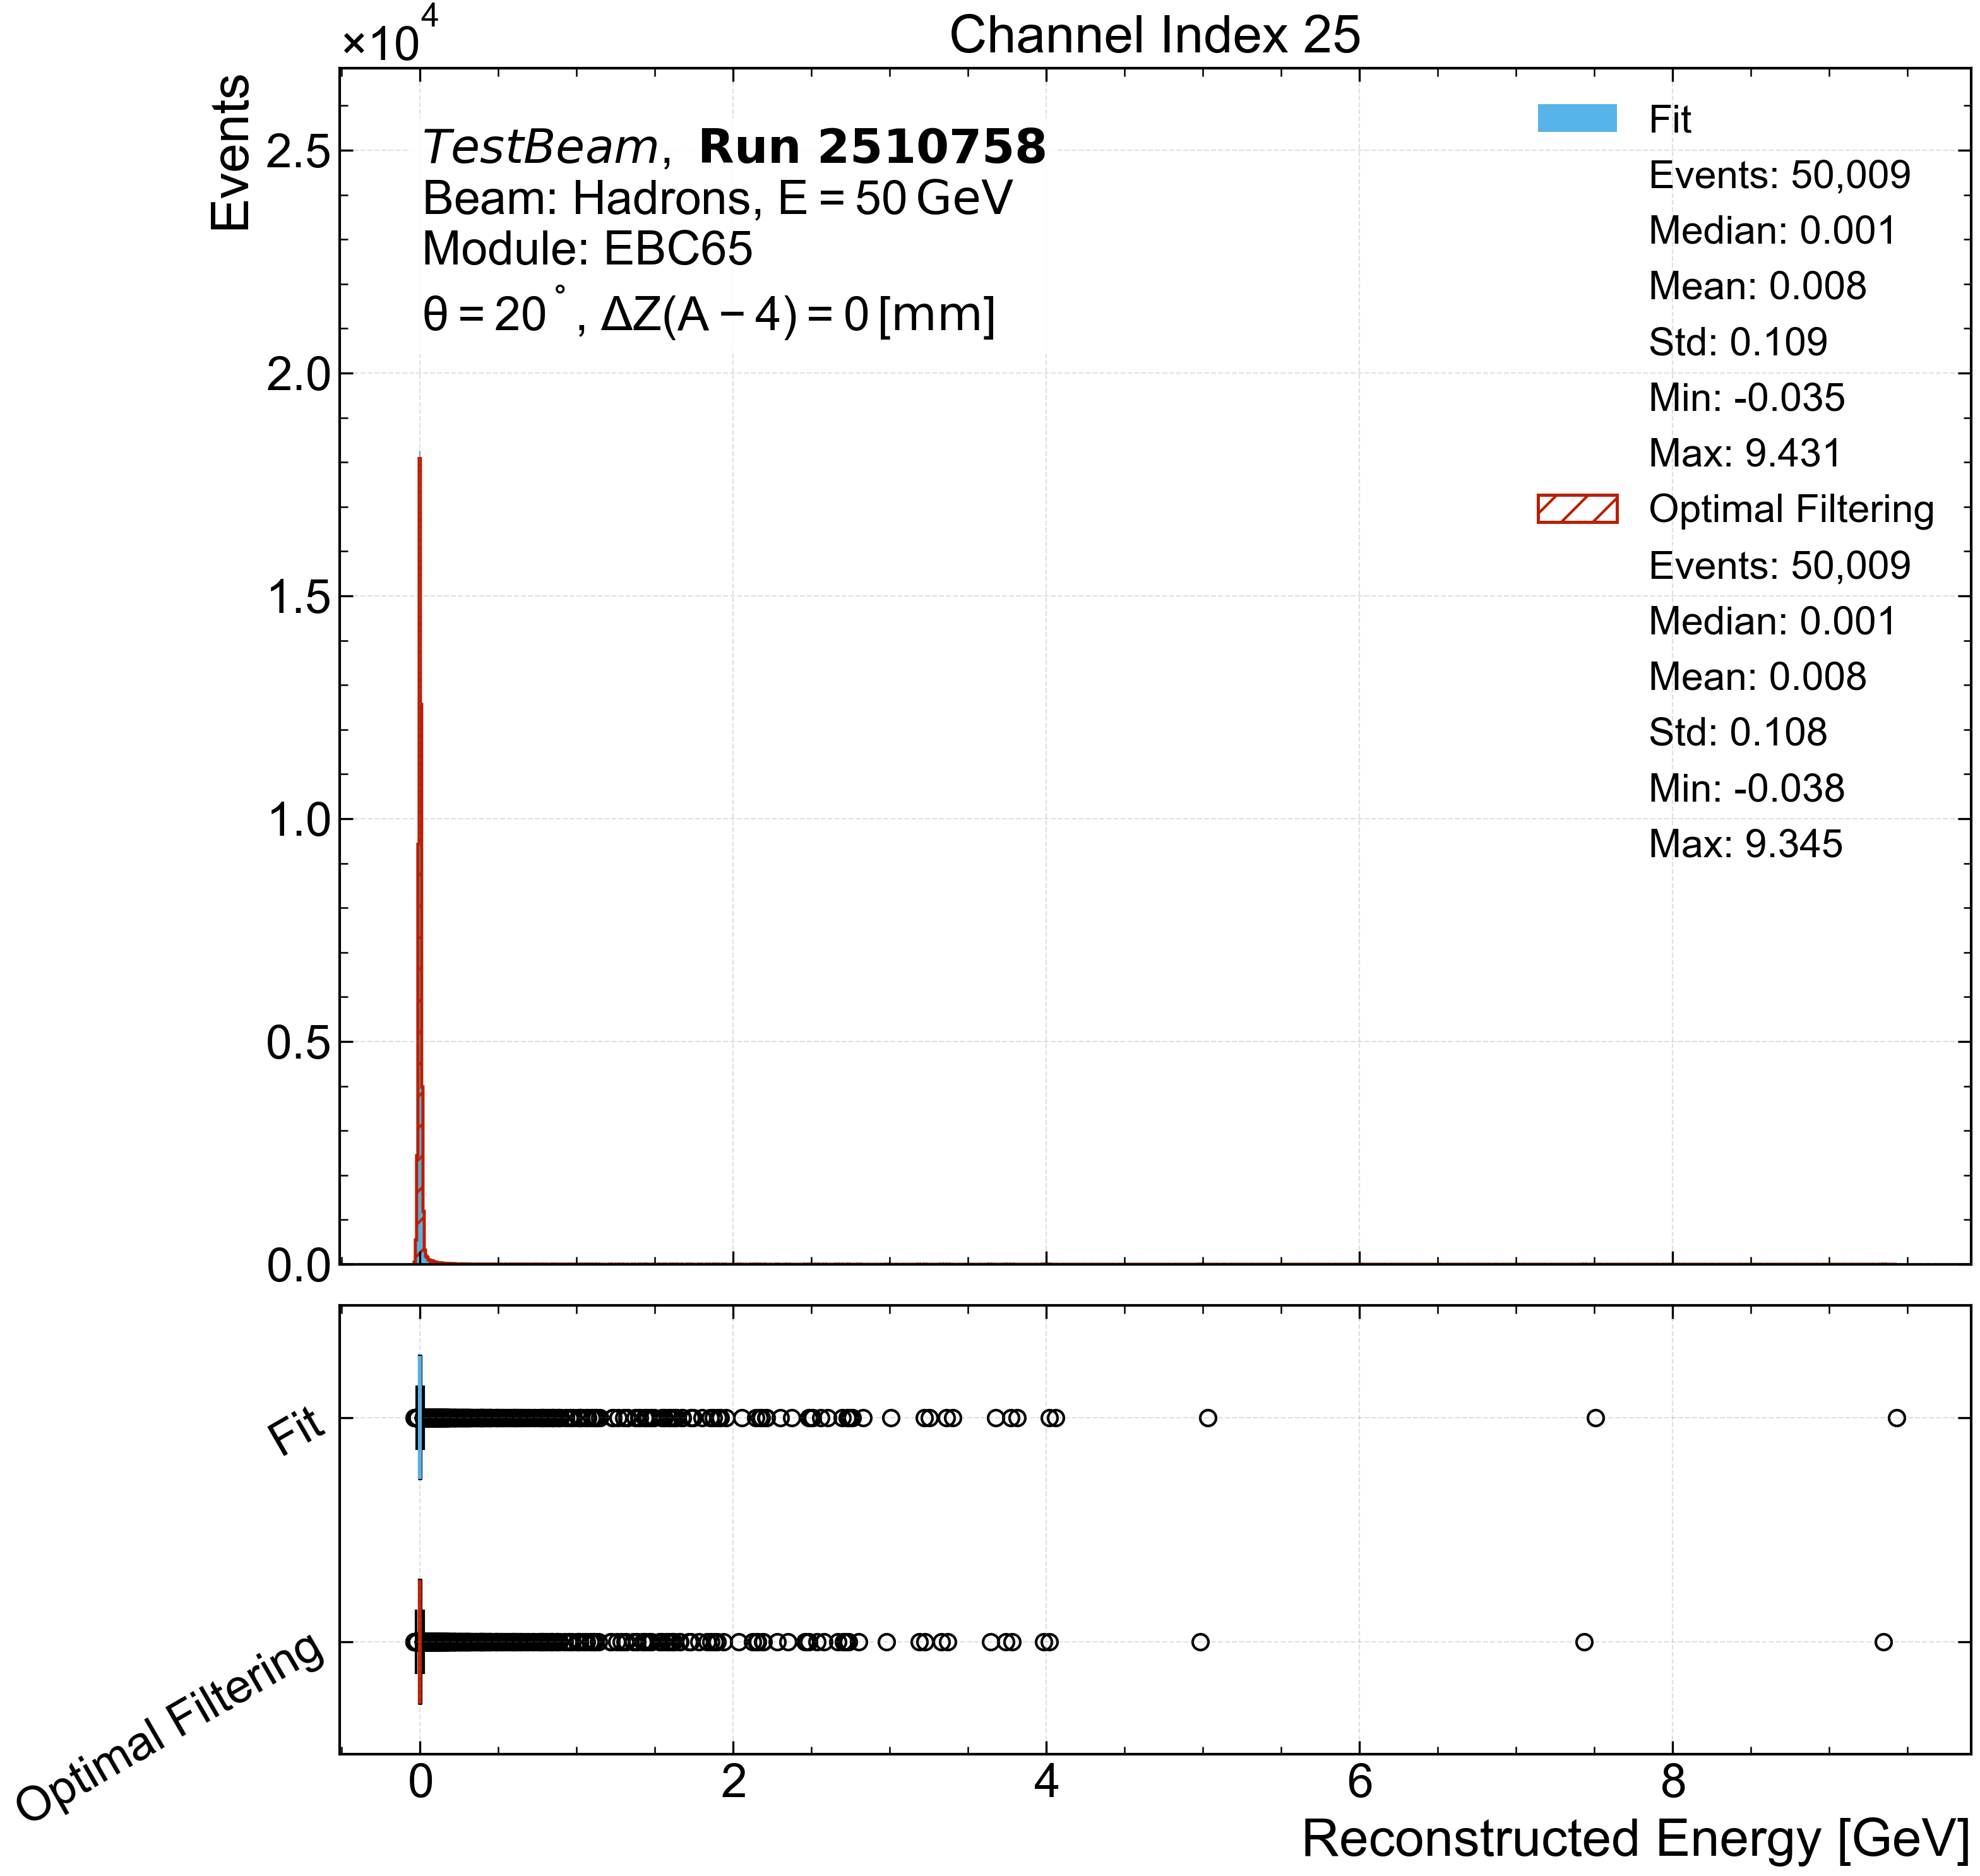 Channel Index 25
×10^4
Events
2.5
2.0
1.5
1.0
0.5
0.0
TestBeam, Run 2510758
Beam: Hadrons, E = 50 GeV
Module: EBC65
θ = 20°, ΔZ(A − 4) = 0 [mm]
Fit
Events: 50,009
Median: 0.001
Mean: 0.008
Std: 0.109
Min: -0.035
Max: 9.431
Optimal Filtering
Events: 50,009
Median: 0.001
Mean: 0.008
Std: 0.108
Min: -0.038
Max: 9.345
Fit
Optimal Filtering
0 2 4 6 8
Reconstructed Energy [GeV]